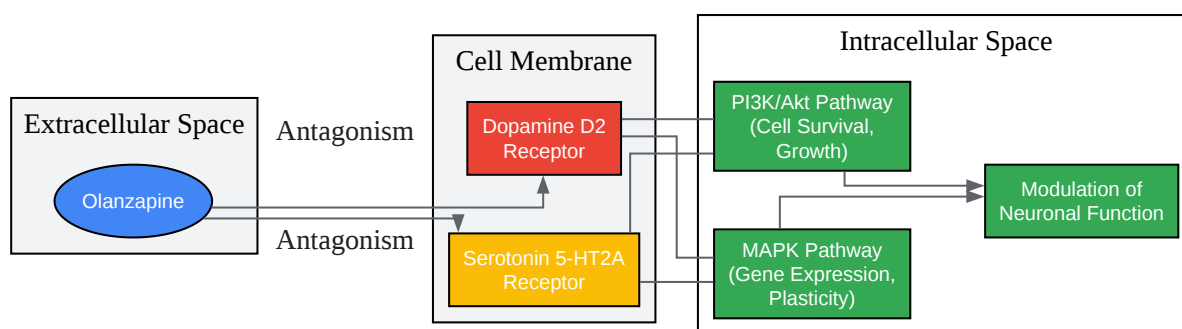 Extracellular Space
Olanzapine
Antagonism
Antagonism
Cell Membrane
Dopamine D2
Receptor
Serotonin 5-HT2A
Receptor
Intracellular Space
PI3K/Akt Pathway
(Cell Survival,
Growth)
MAPK Pathway
(Gene Expression,
Plasticity)
Modulation of
Neuronal Function